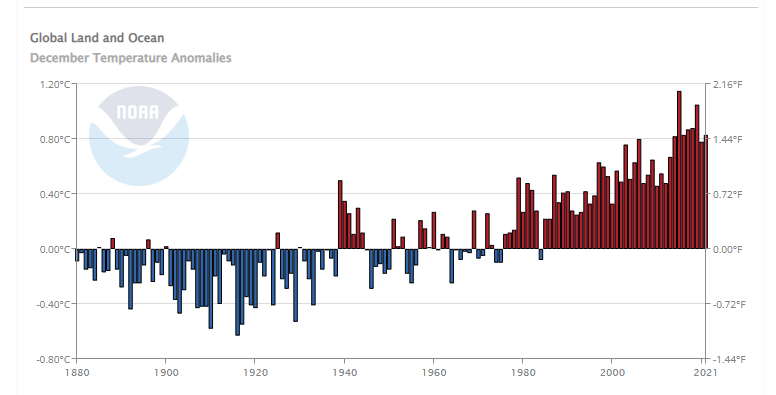 Global Land and Ocean
December Temperature Anomalies
1.20°C 2.16°F
NOAA
0.80°C 1.44°F
0.40°C 0.72°F
0.00°C 0.00°F
-0.40°C -0.72°F
-0.80°C -1.44°F
1880 1900 1920 1940 1960 1980 2000 2021